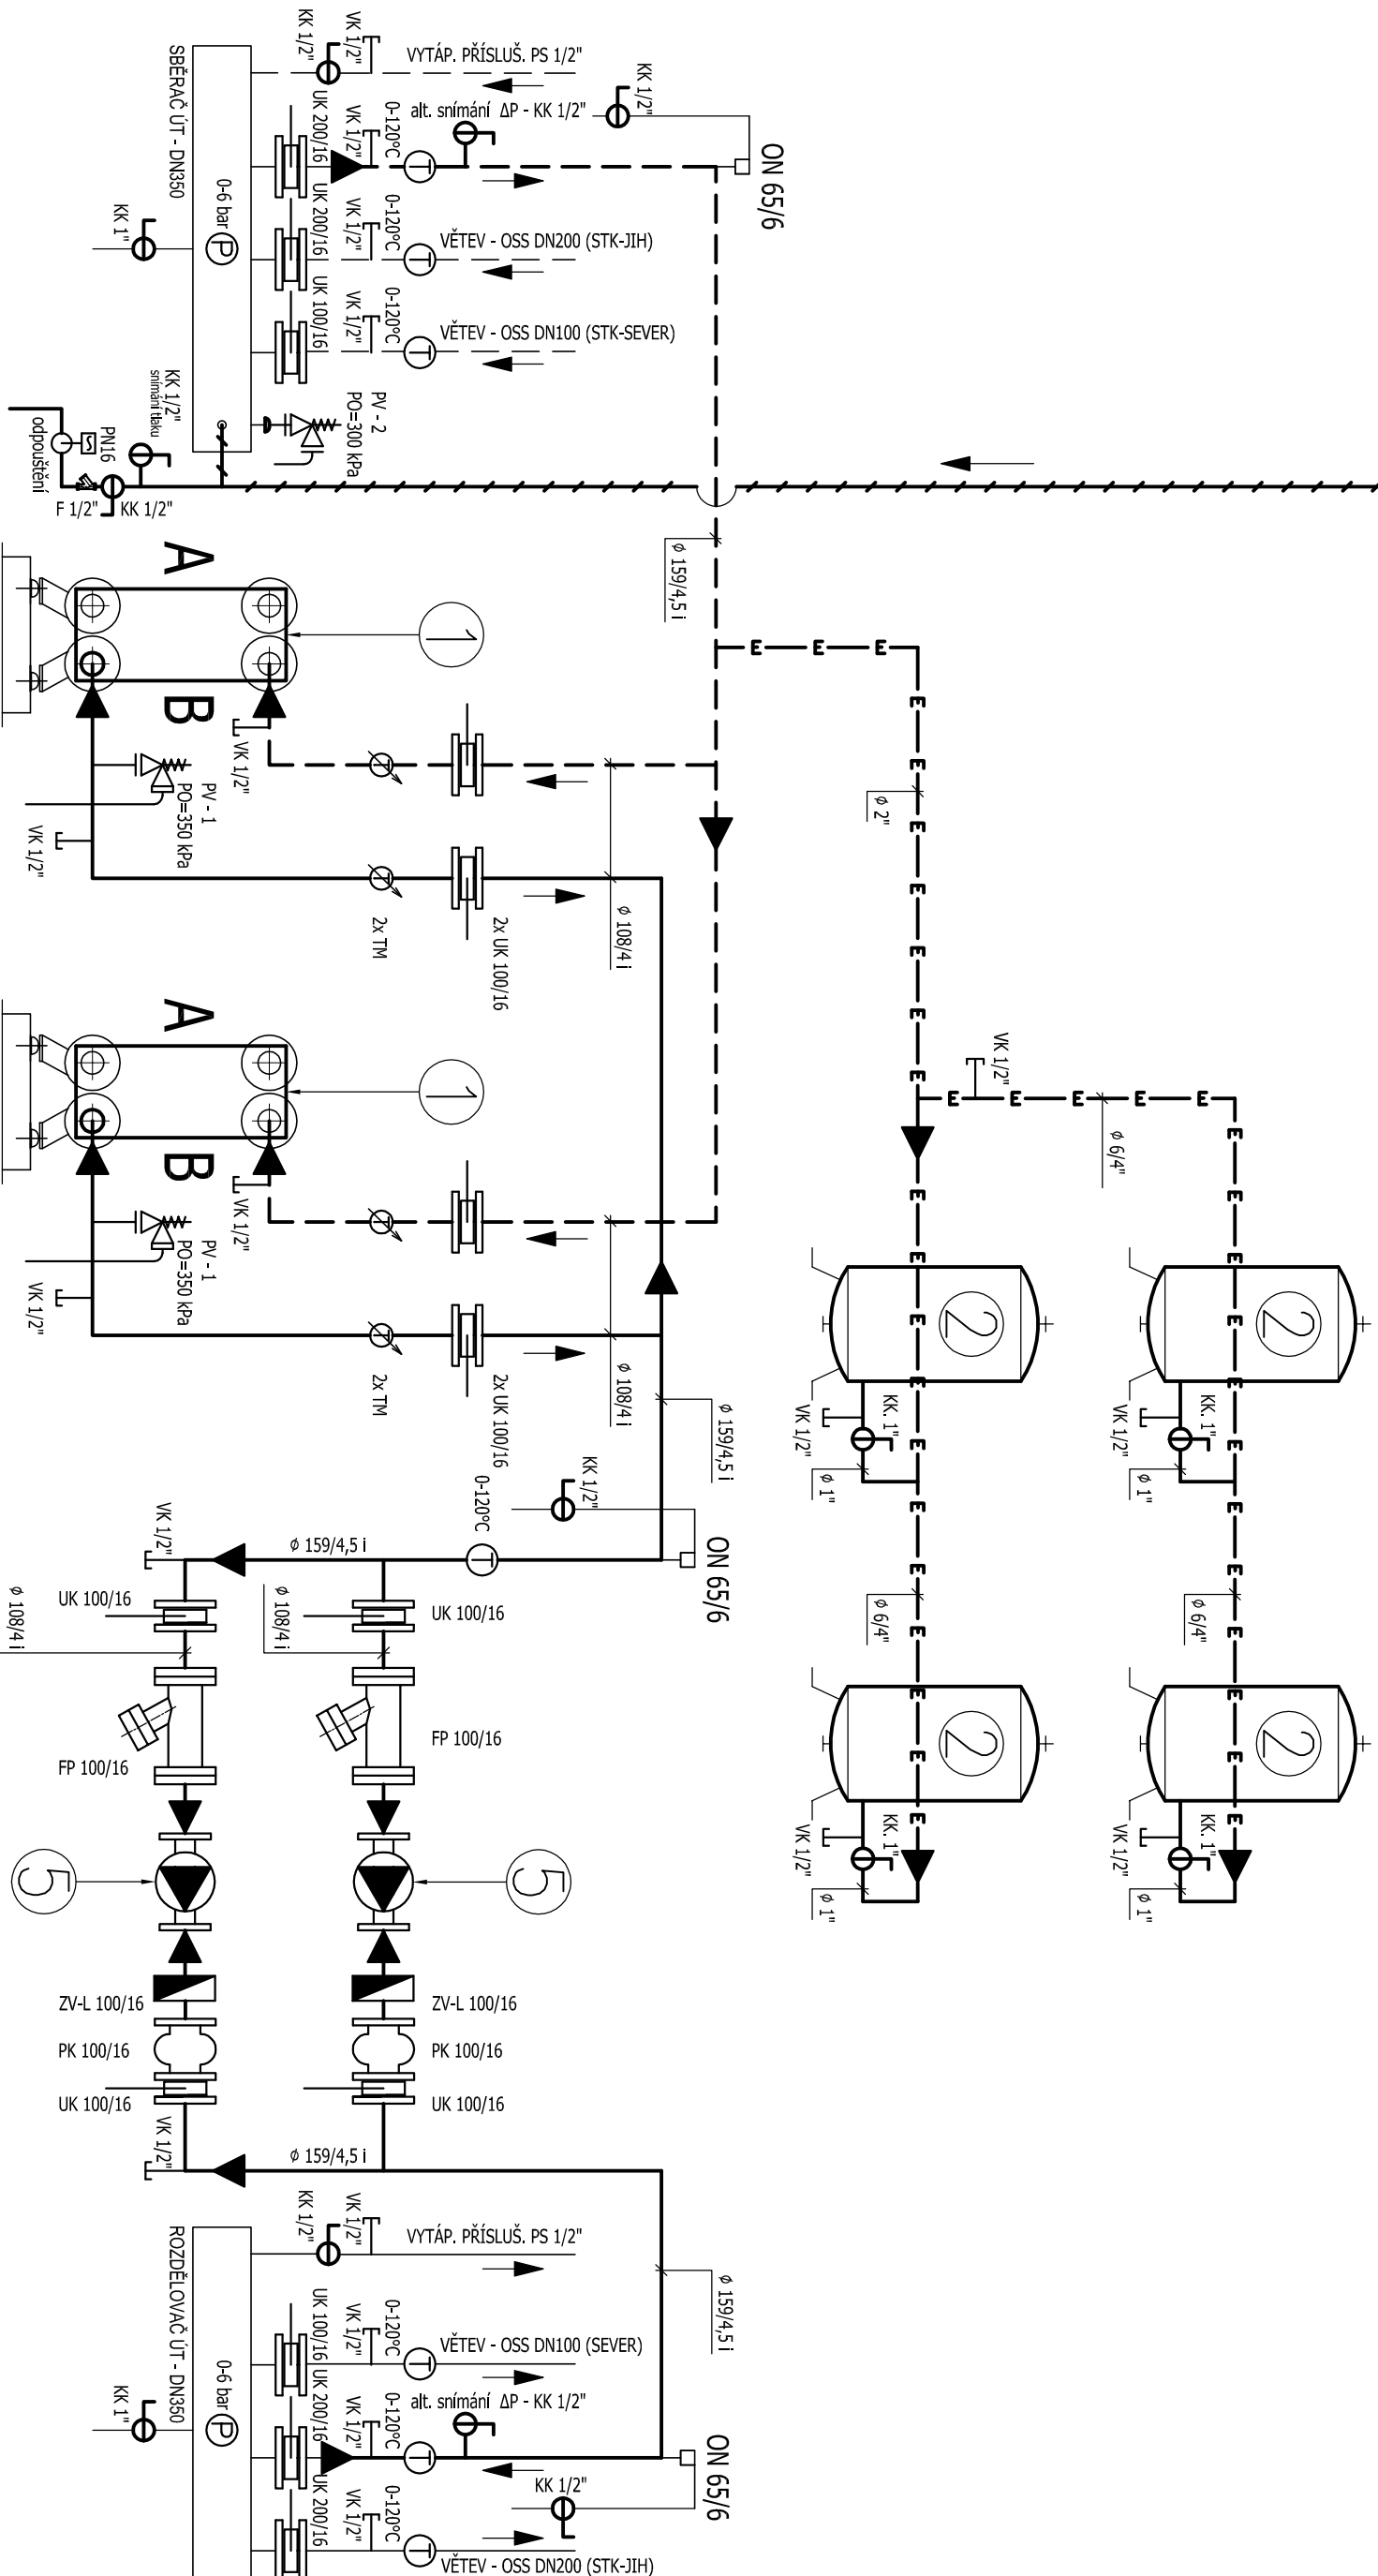 KK 1/2"
VK 1/2"
VYTÁP. PŘÍSLUŠ. PS 1/2"
KK 1/2"
SBĚRAČ ÚT - DN350
UK 200/16
VK 1/2"
0-120°C
alt. snímání ΔP - KK 1/2"
ON 65/6
0-6 bar
P
KK 1"
UK 200/16
VK 1/2"
0-120°C
VĚTEV - OSS DN200 (STK-JIH)
UK 100/16
VK 1/2"
0-120°C
VĚTEV - OSS DN100 (STK-SEVER)
KK 1/2"
snímání tlaku
PV - 2
PO=300 kPa
odpouštění
PN16
F 1/2"
KK 1/2"
ϕ 159/4,5 i
A
B
1
VK 1/2"
PV - 1
PO=350 kPa
VK 1/2"
2x TM
2x UK 100/16
ϕ 108/4 i
ϕ 2"
E E E
E E E E E E E
VK 1/2"
E E E E E
ϕ 6/4"
A
B
1
VK 1/2"
PV - 1
PO=350 kPa
VK 1/2"
2x TM
2x UK 100/16
ϕ 108/4 i
ϕ 159/4,5 i
2
2
KK. 1"
VK 1/2"
ϕ 1"
KK. 1"
VK 1/2"
ϕ 1"
KK 1/2"
0-120°C
ON 65/6
VK 1/2"
ϕ 159/4,5 i
UK 100/16
UK 100/16
ϕ 108/4 i
ϕ 108/4 i
ϕ 6/4"
ϕ 6/4"
FP 100/16
FP 100/16
2
2
KK. 1"
VK 1/2"
ϕ 1"
KK. 1"
VK 1/2"
ϕ 1"
5
5
ZV-L 100/16
ZV-L 100/16
PK 100/16
PK 100/16
UK 100/16
UK 100/16
VK 1/2"
ϕ 159/4,5 i
KK 1/2"
VK 1/2"
VYTÁP. PŘÍSLUŠ. PS 1/2"
ϕ 159/4,5 i
ROZDĚLOVAČ ÚT - DN350
UK 100/16
VK 1/2"
0-120°C
VĚTEV - OSS DN100 (SEVER)
0-6 bar
P
KK 1"
UK 200/16
VK 1/2"
0-120°C
alt. snímání ΔP - KK 1/2"
ON 65/6
KK 1/2"
UK 200/16
VK 1/2"
0-120°C
VĚTEV - OSS DN200 (STK-JIH)